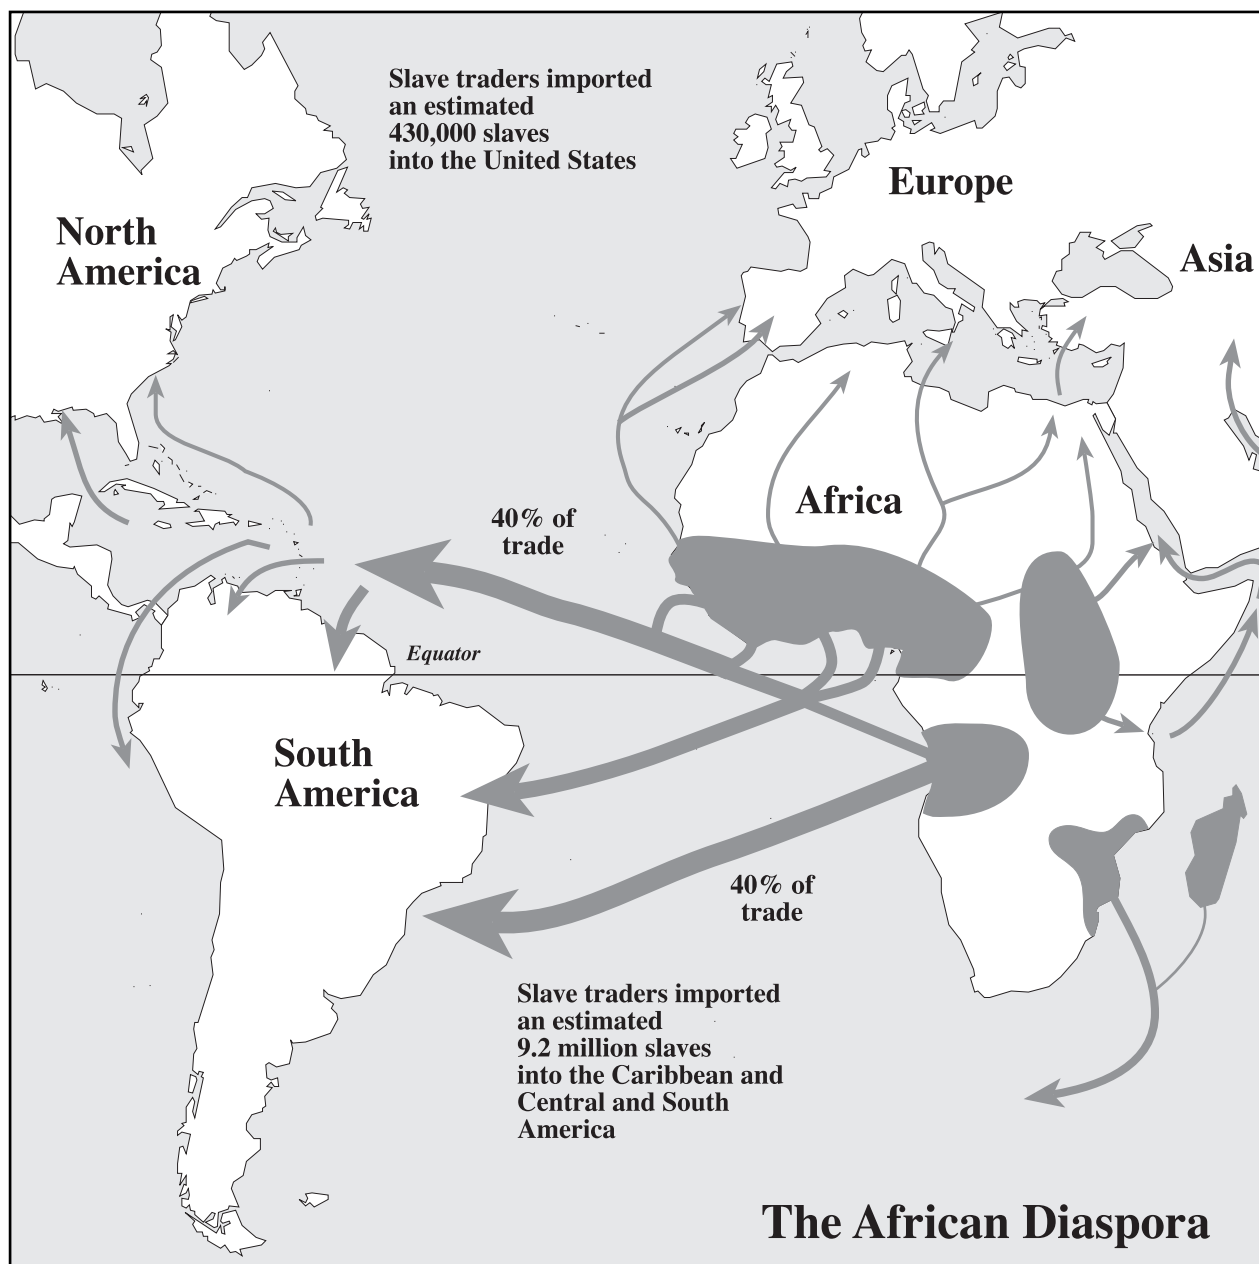 Slave traders imported
an estimated
430,000 slaves
into the United States
Europe
North
America
Asia
Africa
40% of
trade
Equator
South
America
40% of
trade
Slave traders imported
an estimated
9.2 million slaves
into the Caribbean and
Central and South
America
The African Diaspora